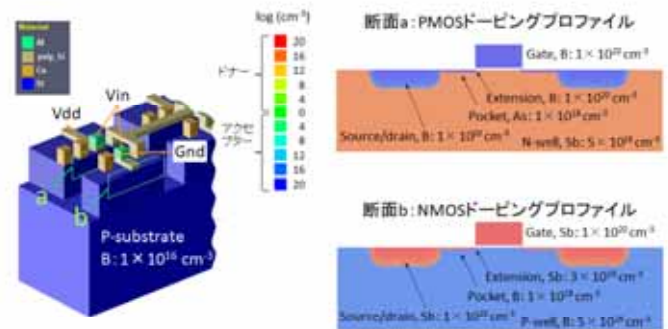 Material
Al
poly_Si
Cu
Vdd
Vin
Gnd
a
b
P-substrate
B: 1×10¹⁶ cm⁻³
log (cm⁻³)
ドナー
アクセプター
20
16
12
8
4
0
4
8
12
16
20
断面a：PMOSドーピングプロファイル
Gate, B: 1×10²⁰ cm⁻³
Extension, B: 1×10²⁰ cm⁻³
Pocket, As: 1×10¹⁸ cm⁻³
Source/drain, B: 1×10²⁰ cm⁻³
N-well, Sb: 5×10¹⁸ cm⁻³
断面b：NMOSドーピングプロファイル
Gate, Sb: 1×10²⁰ cm⁻³
Extension, Sb: 3×10¹⁹ cm⁻³
Pocket, B: 1×10¹⁸ cm⁻³
Source/drain, Sb: 1×10²⁰ cm⁻³
P-well, B: 5×10¹⁸ cm⁻³